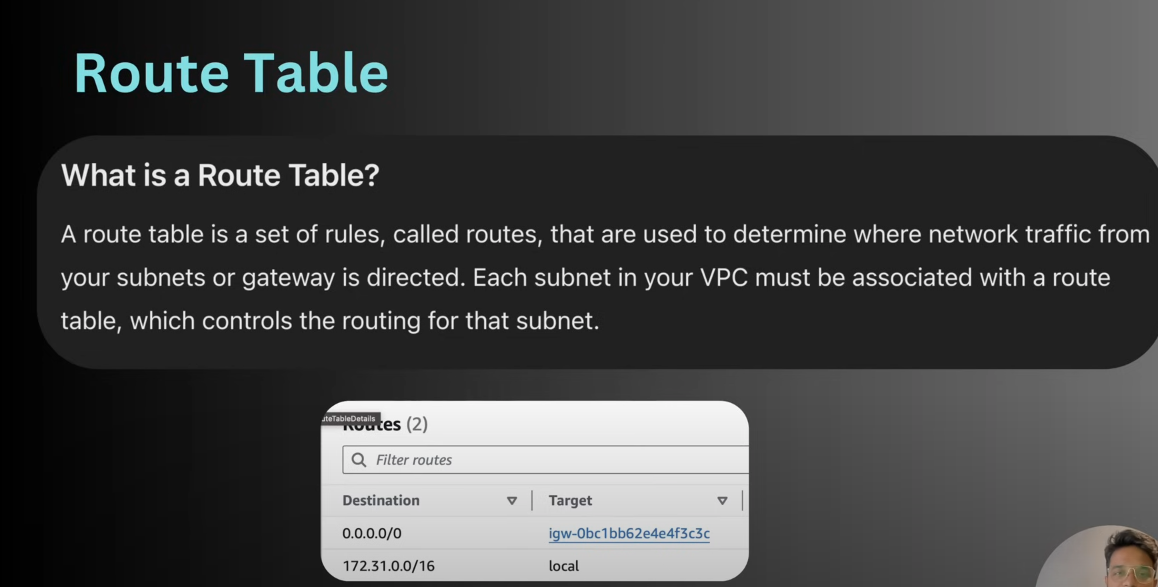 Route Table
What is a Route Table?
A route table is a set of rules, called routes, that are used to determine where network traffic from
your subnets or gateway is directed. Each subnet in your VPC must be associated with a route
table, which controls the routing for that subnet.
uteTableDetails
Routes (2)
Filter routes
Destination Target
0.0.0.0/0 igw-0bc1bb62e4e4f3c3c
172.31.0.0/16 local